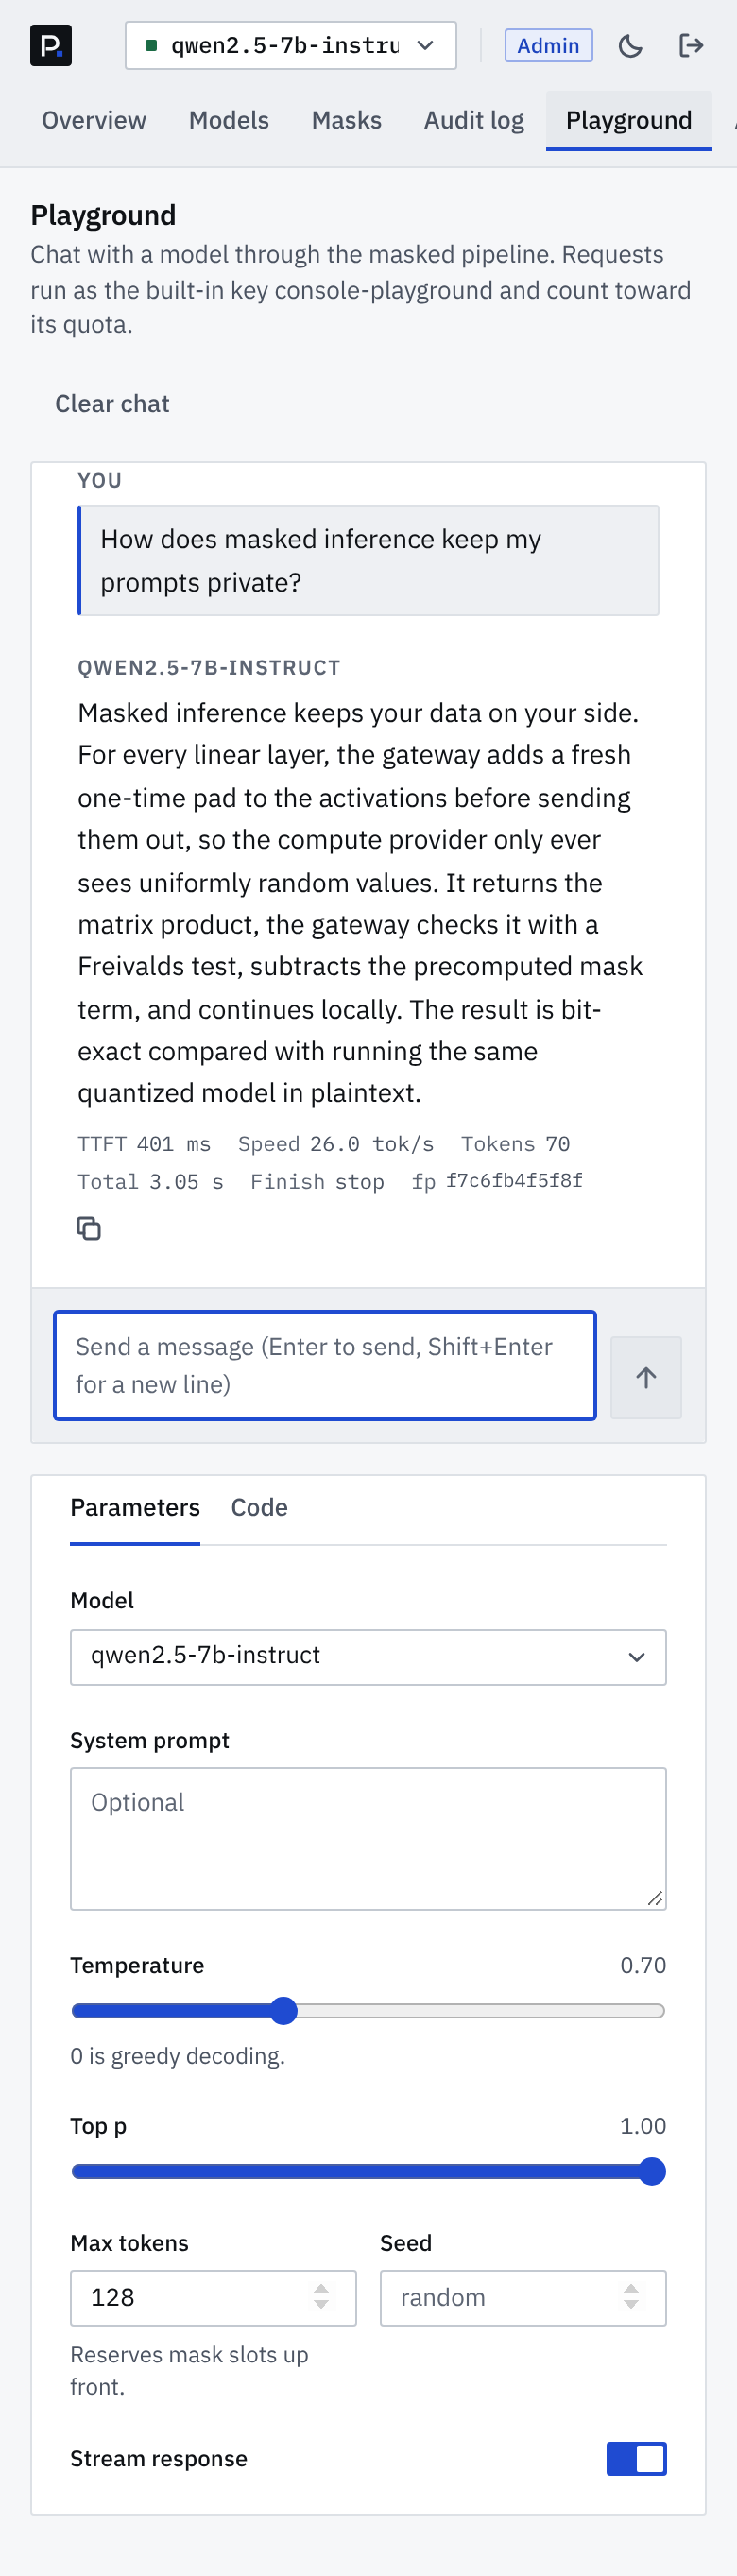 P.
qwen2.5-7b-instru
Admin
Overview Models Masks Audit log Playground
Playground
Chat with a model through the masked pipeline. Requests
run as the built-in key console-playground and count toward
its quota.
Clear chat
YOU
How does masked inference keep my
prompts private?
QWEN2.5-7B-INSTRUCT
Masked inference keeps your data on your side.
For every linear layer, the gateway adds a fresh
one-time pad to the activations before sending
them out, so the compute provider only ever
sees uniformly random values. It returns the
matrix product, the gateway checks it with a
Freivalds test, subtracts the precomputed mask
term, and continues locally. The result is bit-
exact compared with running the same
quantized model in plaintext.
TTFT 401 ms Speed 26.0 tok/s Tokens 70
Total 3.05 s Finish stop fp f7c6fb4f5f8f
Send a message (Enter to send, Shift+Enter
for a new line)
Parameters Code
Model
qwen2.5-7b-instruct
System prompt
Optional
Temperature 0.70
0 is greedy decoding.
Top p 1.00
Max tokens Seed
128 random
Reserves mask slots up
front.
Stream response